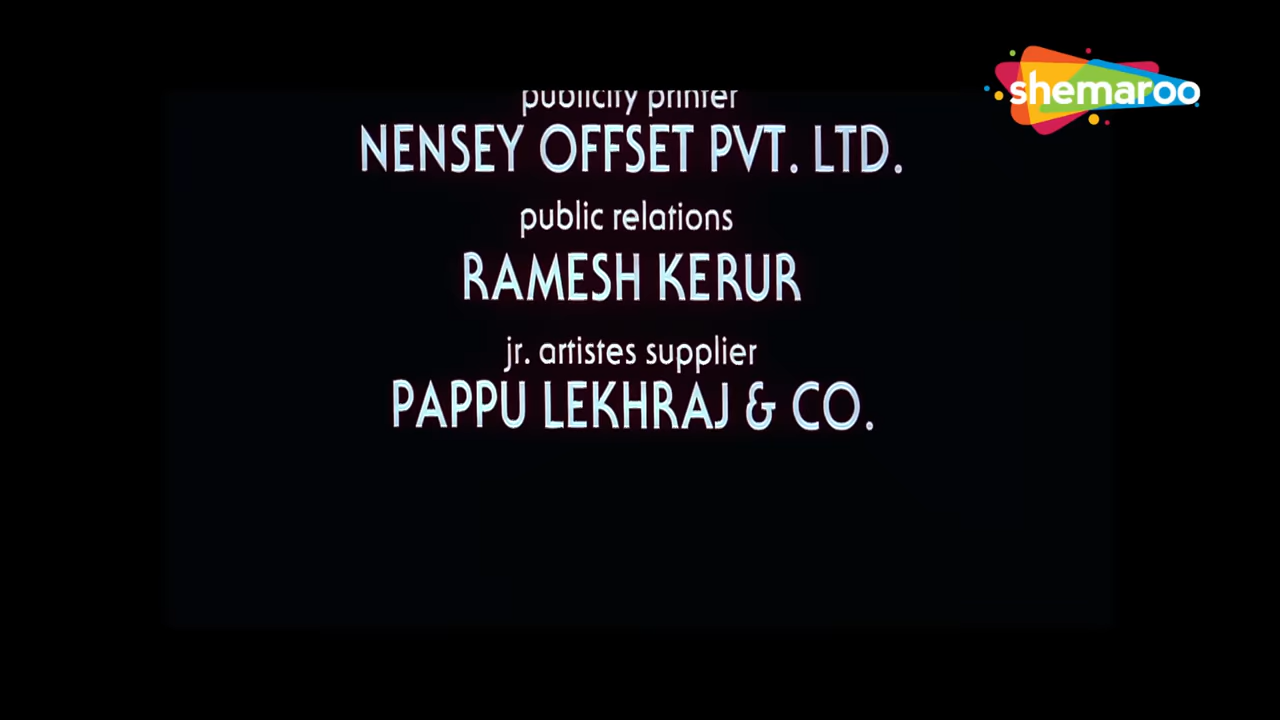 shemaroo
publicity printer
NENSEY OFFSET PVT. LTD.
public relations
RAMESH KERUR
jr. artistes supplier
PAPPU LEKHRAJ & CO.